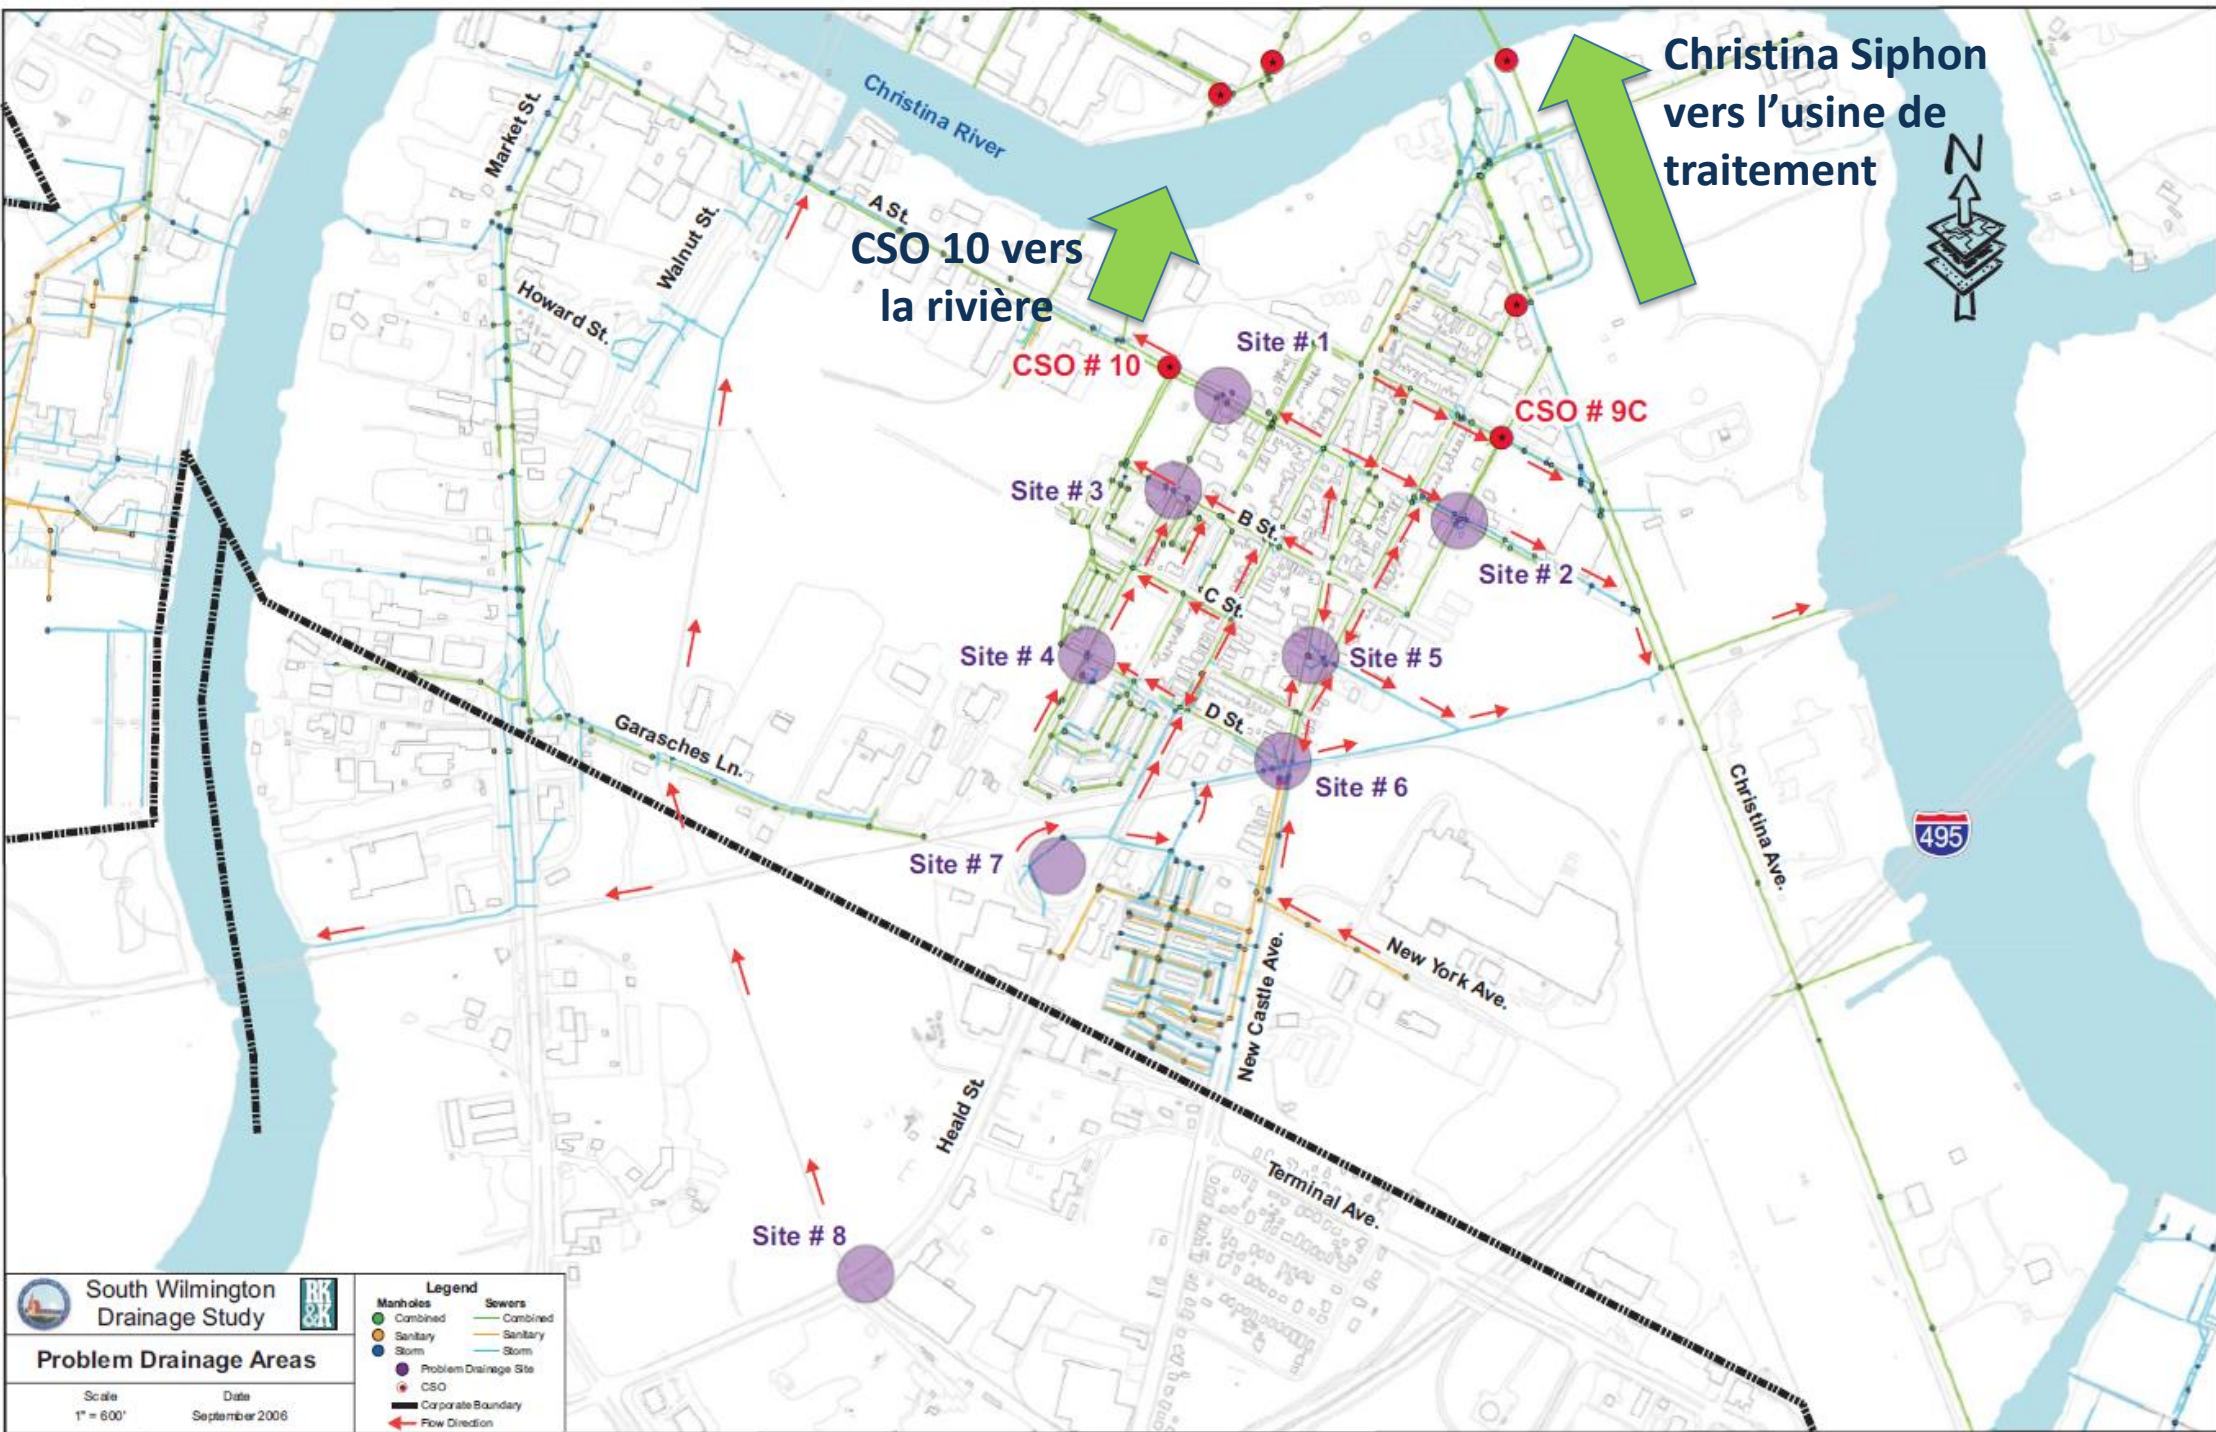 Christina Siphon
vers l’usine de
traitement
N
Christina River
Market St.
A St.
Walnut St.
CSO 10 vers
la rivière
Howard St.
Site # 1
CSO # 10
CSO # 9C
Site # 3
B St.
Site # 2
C St.
Site # 4
Site # 5
D St.
Garasches Ln.
Site # 6
Christina Ave.
495
Site # 7
New York Ave.
New Castle Ave.
Heald St.
Terminal Ave.
Site # 8
South Wilmington
Drainage Study
RK
&K
Problem Drainage Areas
Scale
1" = 600'
Date
September 2006
Legend
Manholes
Combined
Sanitary
Storm
Sewers
Combined
Sanitary
Storm
Problem Drainage Site
CSO
Corporate Boundary
Flow Direction